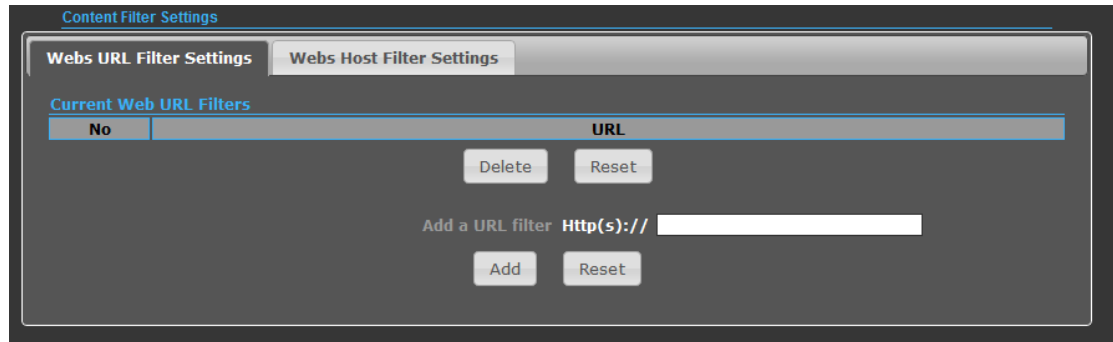 Content Filter Settings
Webs URL Filter Settings Webs Host Filter Settings
Current Web URL Filters
No URL
Delete Reset
Add a URL filter Http(s)://
Add Reset